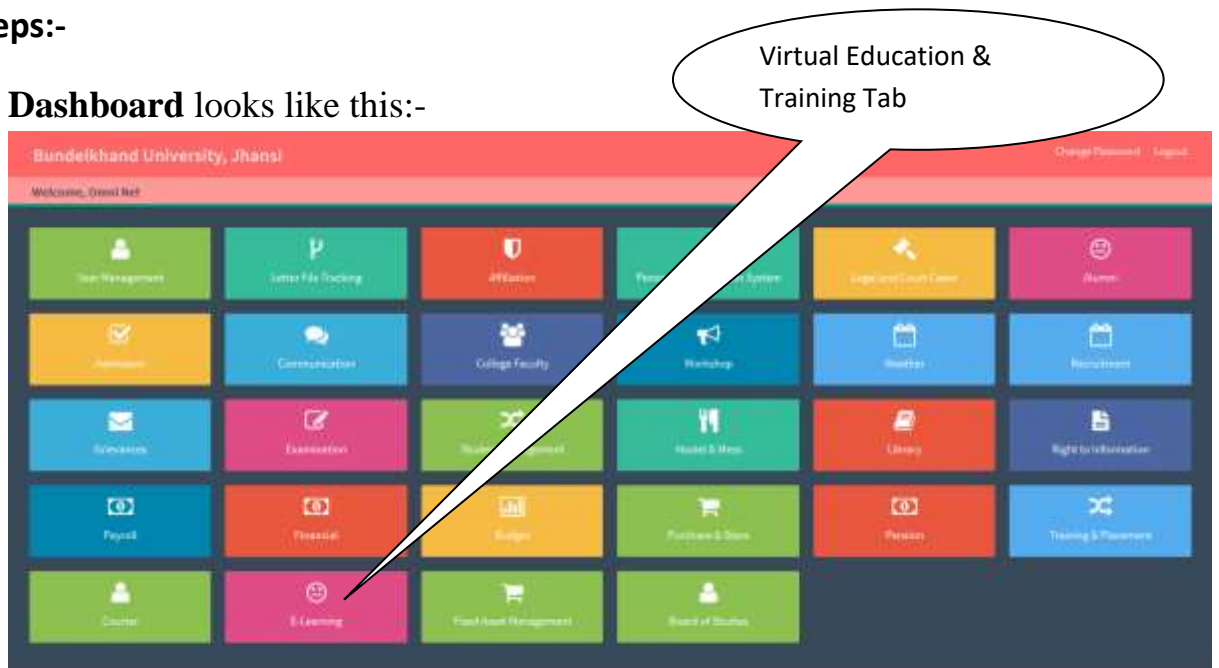 eps:-
Virtual Education &
Training Tab
Dashboard looks like this:-
Bundelkhand University, Jhansi
Change Password Logout
Welcome, Omni Net
User Management
Letter File Tracking
Affiliation
System
Legal and Court Cases
Alumni
Admission
Communication
College Faculty
Workshop
Weather
Recruitment
Grievances
Examination
Hostel & Mess
Library
Right to Information
Payroll
Financial
Budget
Purchase & Store
Pension
Training & Placement
Counter
E-Learning
Fixed Asset Management
Board of Studies